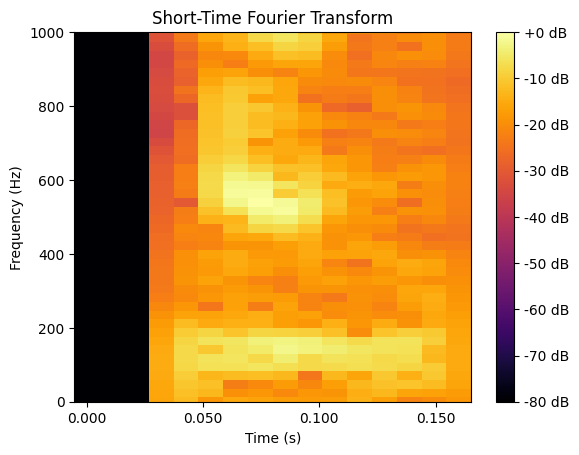 Short-Time Fourier Transform
1000
800
600
400
200
0
Frequency (Hz)
0.000
0.050
0.100
0.150
Time (s)
+0 dB
-10 dB
-20 dB
-30 dB
-40 dB
-50 dB
-60 dB
-70 dB
-80 dB